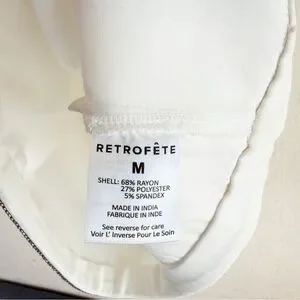 RETROFÊTE
M
SHELL: 68% RAYON
27% POLYESTER
5% SPANDEX
MADE IN INDIA
FABRIQUE EN INDE
See reverse for care
Voir L' Inverse Pour Le Soin